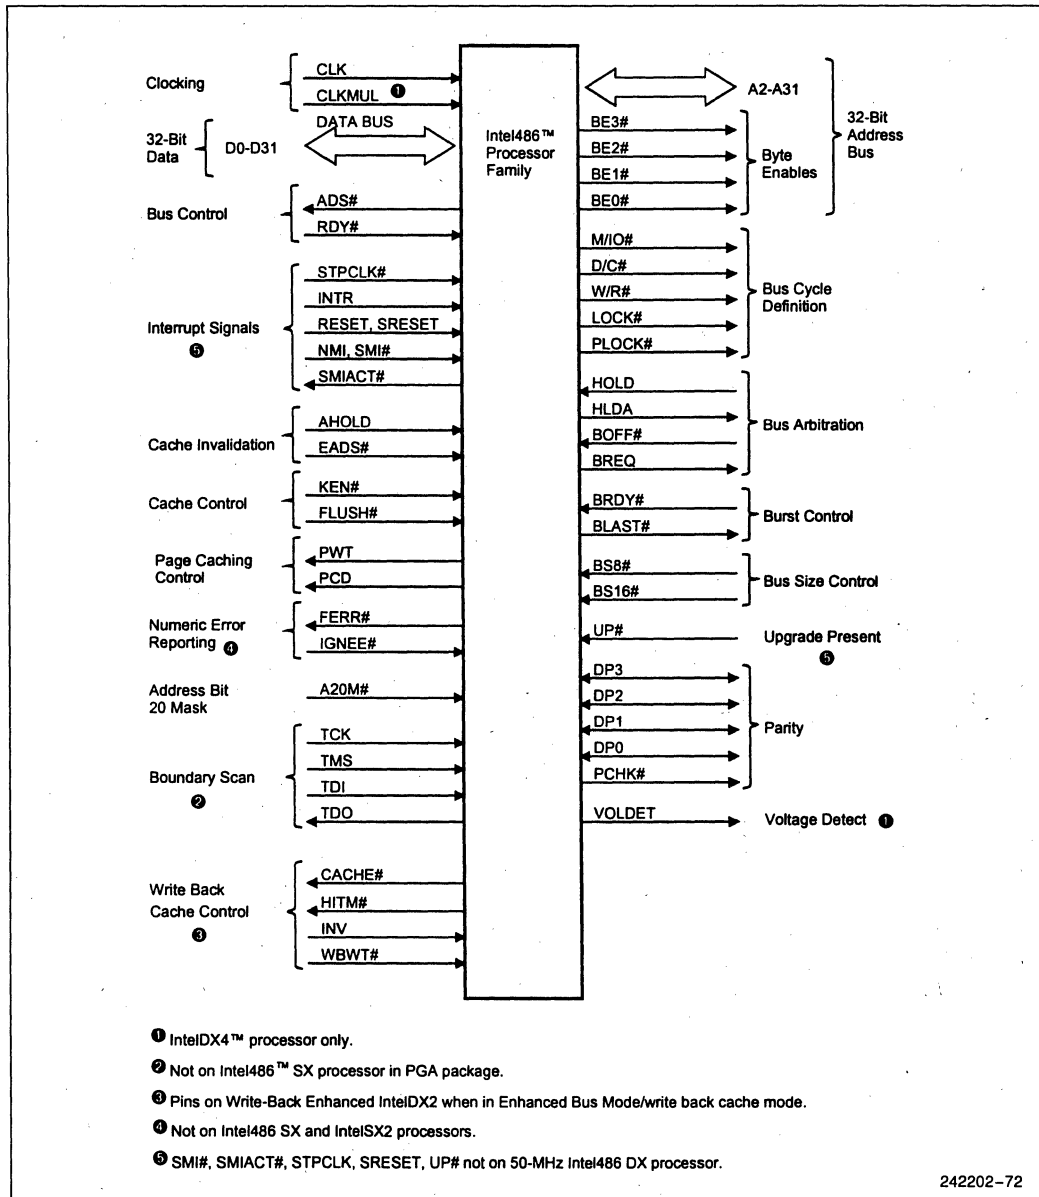 Clocking
CLK
CLKMUL ❶
32-Bit
Data
D0-D31
DATA BUS
Bus Control
ADS#
RDY#
Interrupt Signals
❺
STPCLK#
INTR
RESET, SRESET
NMI, SMI#
SMIACT#
Cache Invalidation
AHOLD
EADS#
Cache Control
KEN#
FLUSH#
Page Caching
Control
PWT
PCD
Numeric Error
Reporting ❹
FERR#
IGNEE#
Address Bit
20 Mask
A20M#
Boundary Scan
❷
TCK
TMS
TDI
TDO
Write Back
Cache Control
❸
CACHE#
HITM#
INV
WBWT#
Intel486™
Processor
Family
A2-A31
32-Bit
Address
Bus
BE3#
BE2#
BE1#
BE0#
Byte
Enables
M/IO#
D/C#
W/R#
LOCK#
PLOCK#
Bus Cycle
Definition
HOLD
HLDA
BOFF#
BREQ
Bus Arbitration
BRDY#
BLAST#
Burst Control
BS8#
BS16#
Bus Size Control
UP#
Upgrade Present
❺
DP3
DP2
DP1
DP0
PCHK#
Parity
VOLDET
Voltage Detect ❶
❶ IntelDX4™ processor only.
❷ Not on Intel486™ SX processor in PGA package.
❸ Pins on Write-Back Enhanced IntelDX2 when in Enhanced Bus Mode/write back cache mode.
❹ Not on Intel486 SX and IntelSX2 processors.
❺ SMI#, SMIACT#, STPCLK, SRESET, UP# not on 50-MHz Intel486 DX processor.
242202-72